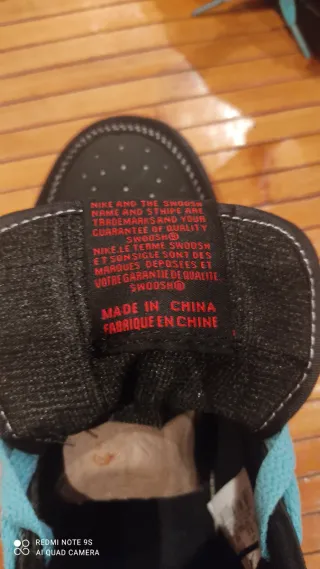 NIKE AND THE SWOOSH
NAME AND STRIPE ARE
TRADEMARKS AND YOUR
GUARANTEE OF QUALITY
SWOOSH®
NIKE.LE TERME SWOOSH
ET SON SIGLE SONT DES
MARQUES DEPOSÉES ET
VOTRE GARANTIE DE QUALITE
SWOOSH®
MADE IN CHINA
FABRIQUE EN CHINE
REDMI NOTE 9S
AI QUAD CAMERA